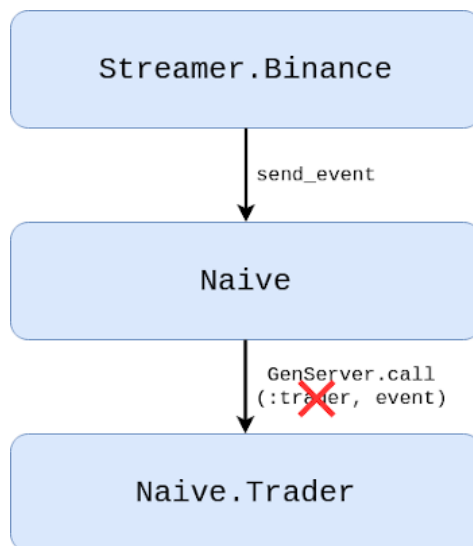 Streamer.Binance
send_event
Naive
GenServer.call
(:trader, event)
Naive.Trader